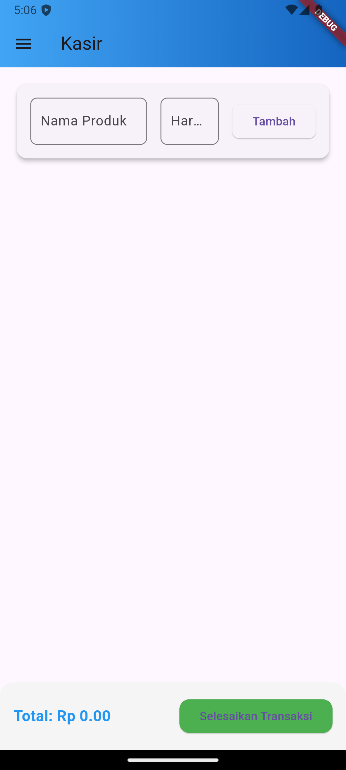 5:06
DEBUG
Kasir
Nama Produk Har... Tambah
Total: Rp 0.00 Selesaikan Transaksi